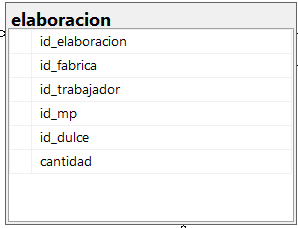 elaboracion
id_elaboracion
id_fabrica
id_trabajador
id_mp
id_dulce
cantidad